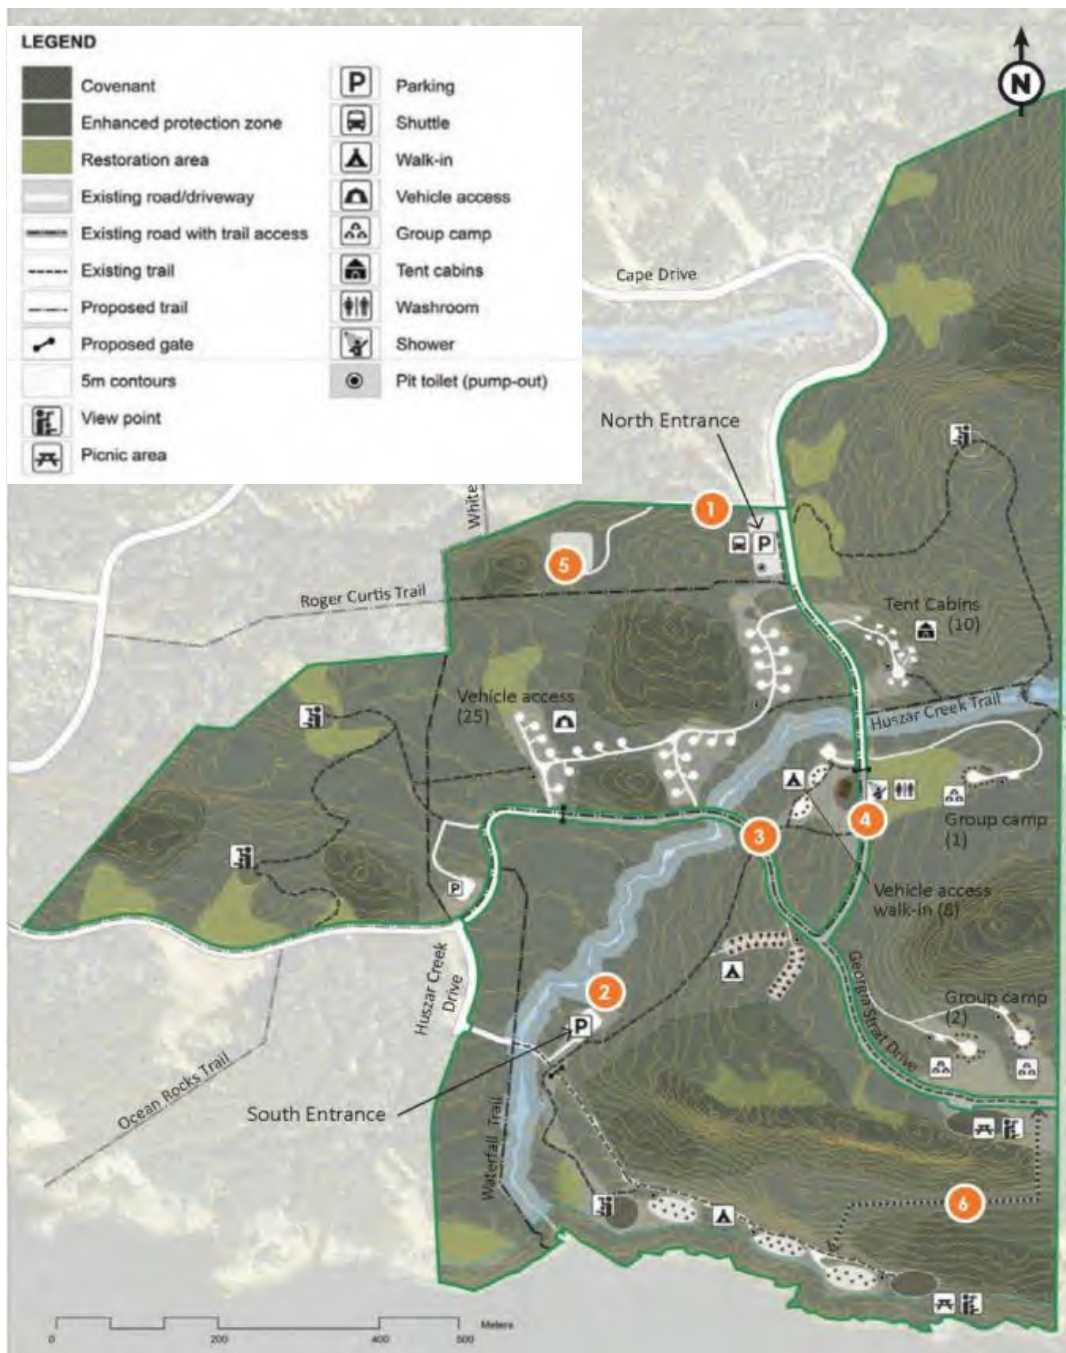 LEGEND
Covenant
Enhanced protection zone
Restoration area
Existing road/driveway
Existing road with trail access
Existing trail
Proposed trail
Proposed gate
5m contours
View point
Picnic area
P Parking
Shuttle
Walk-in
Vehicle access
Group camp
Tent cabins
Washroom
Shower
Pit toilet (pump-out)
N
Cape Drive
North Entrance
White
1
P
5
Roger Curtis Trail
Tent Cabins
(10)
Vehicle access
(25)
Huszar Creek Trail
Group camp
(1)
3
4
P
Vehicle access
walk-in (8)
Huszar Creek
Drive
2
P
Georgia Strait Drive
Group camp
(2)
Ocean Rocks Trail
South Entrance
Waterfall Trail
6
Meters
0 200 400 500